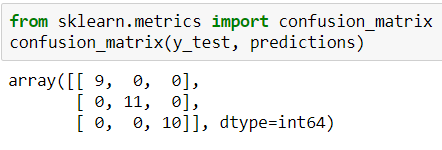 from sklearn.metrics import confusion_matrix
confusion_matrix(y_test, predictions)
array([[ 9,  0,  0],
       [ 0, 11,  0],
       [ 0,  0, 10]], dtype=int64)